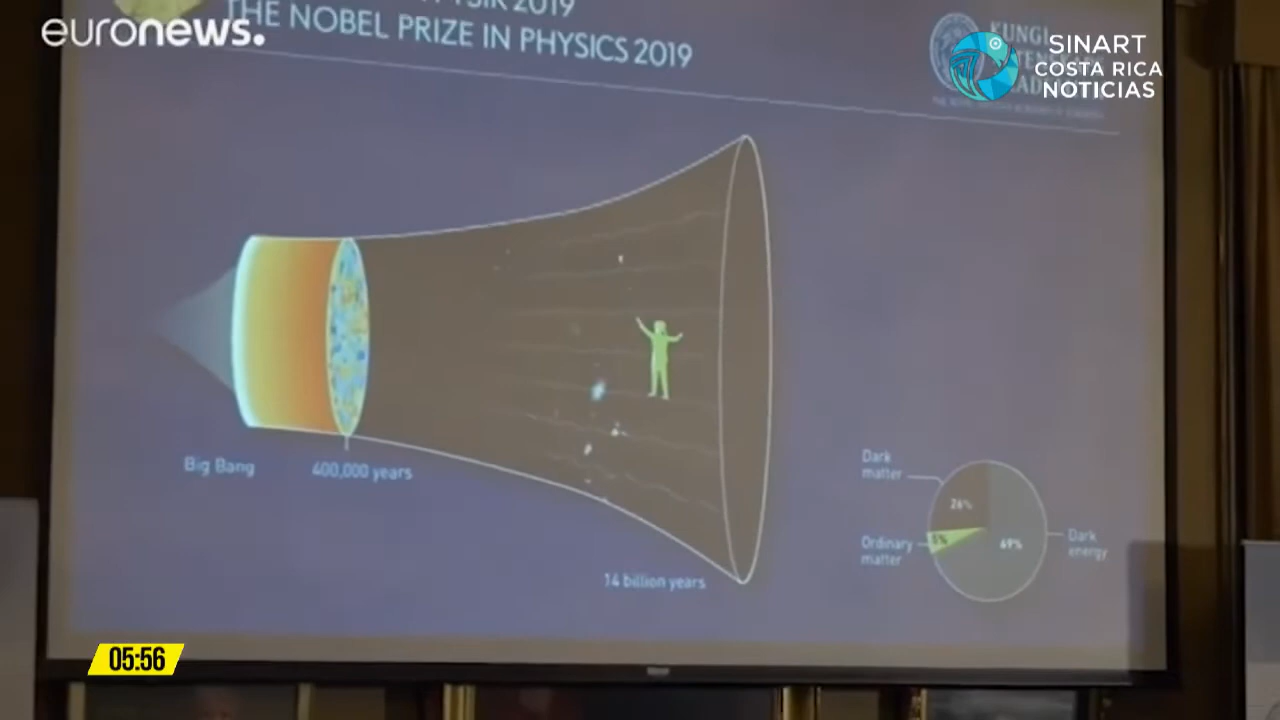 euronews.
THE NOBEL PRIZE IN PHYSICS 2019
SINART
COSTA RICA
NOTICIAS
Big Bang
400,000 years
14 billion years
Dark
matter
26%
Ordinary
matter
5%
69%
Dark
energy
05:56